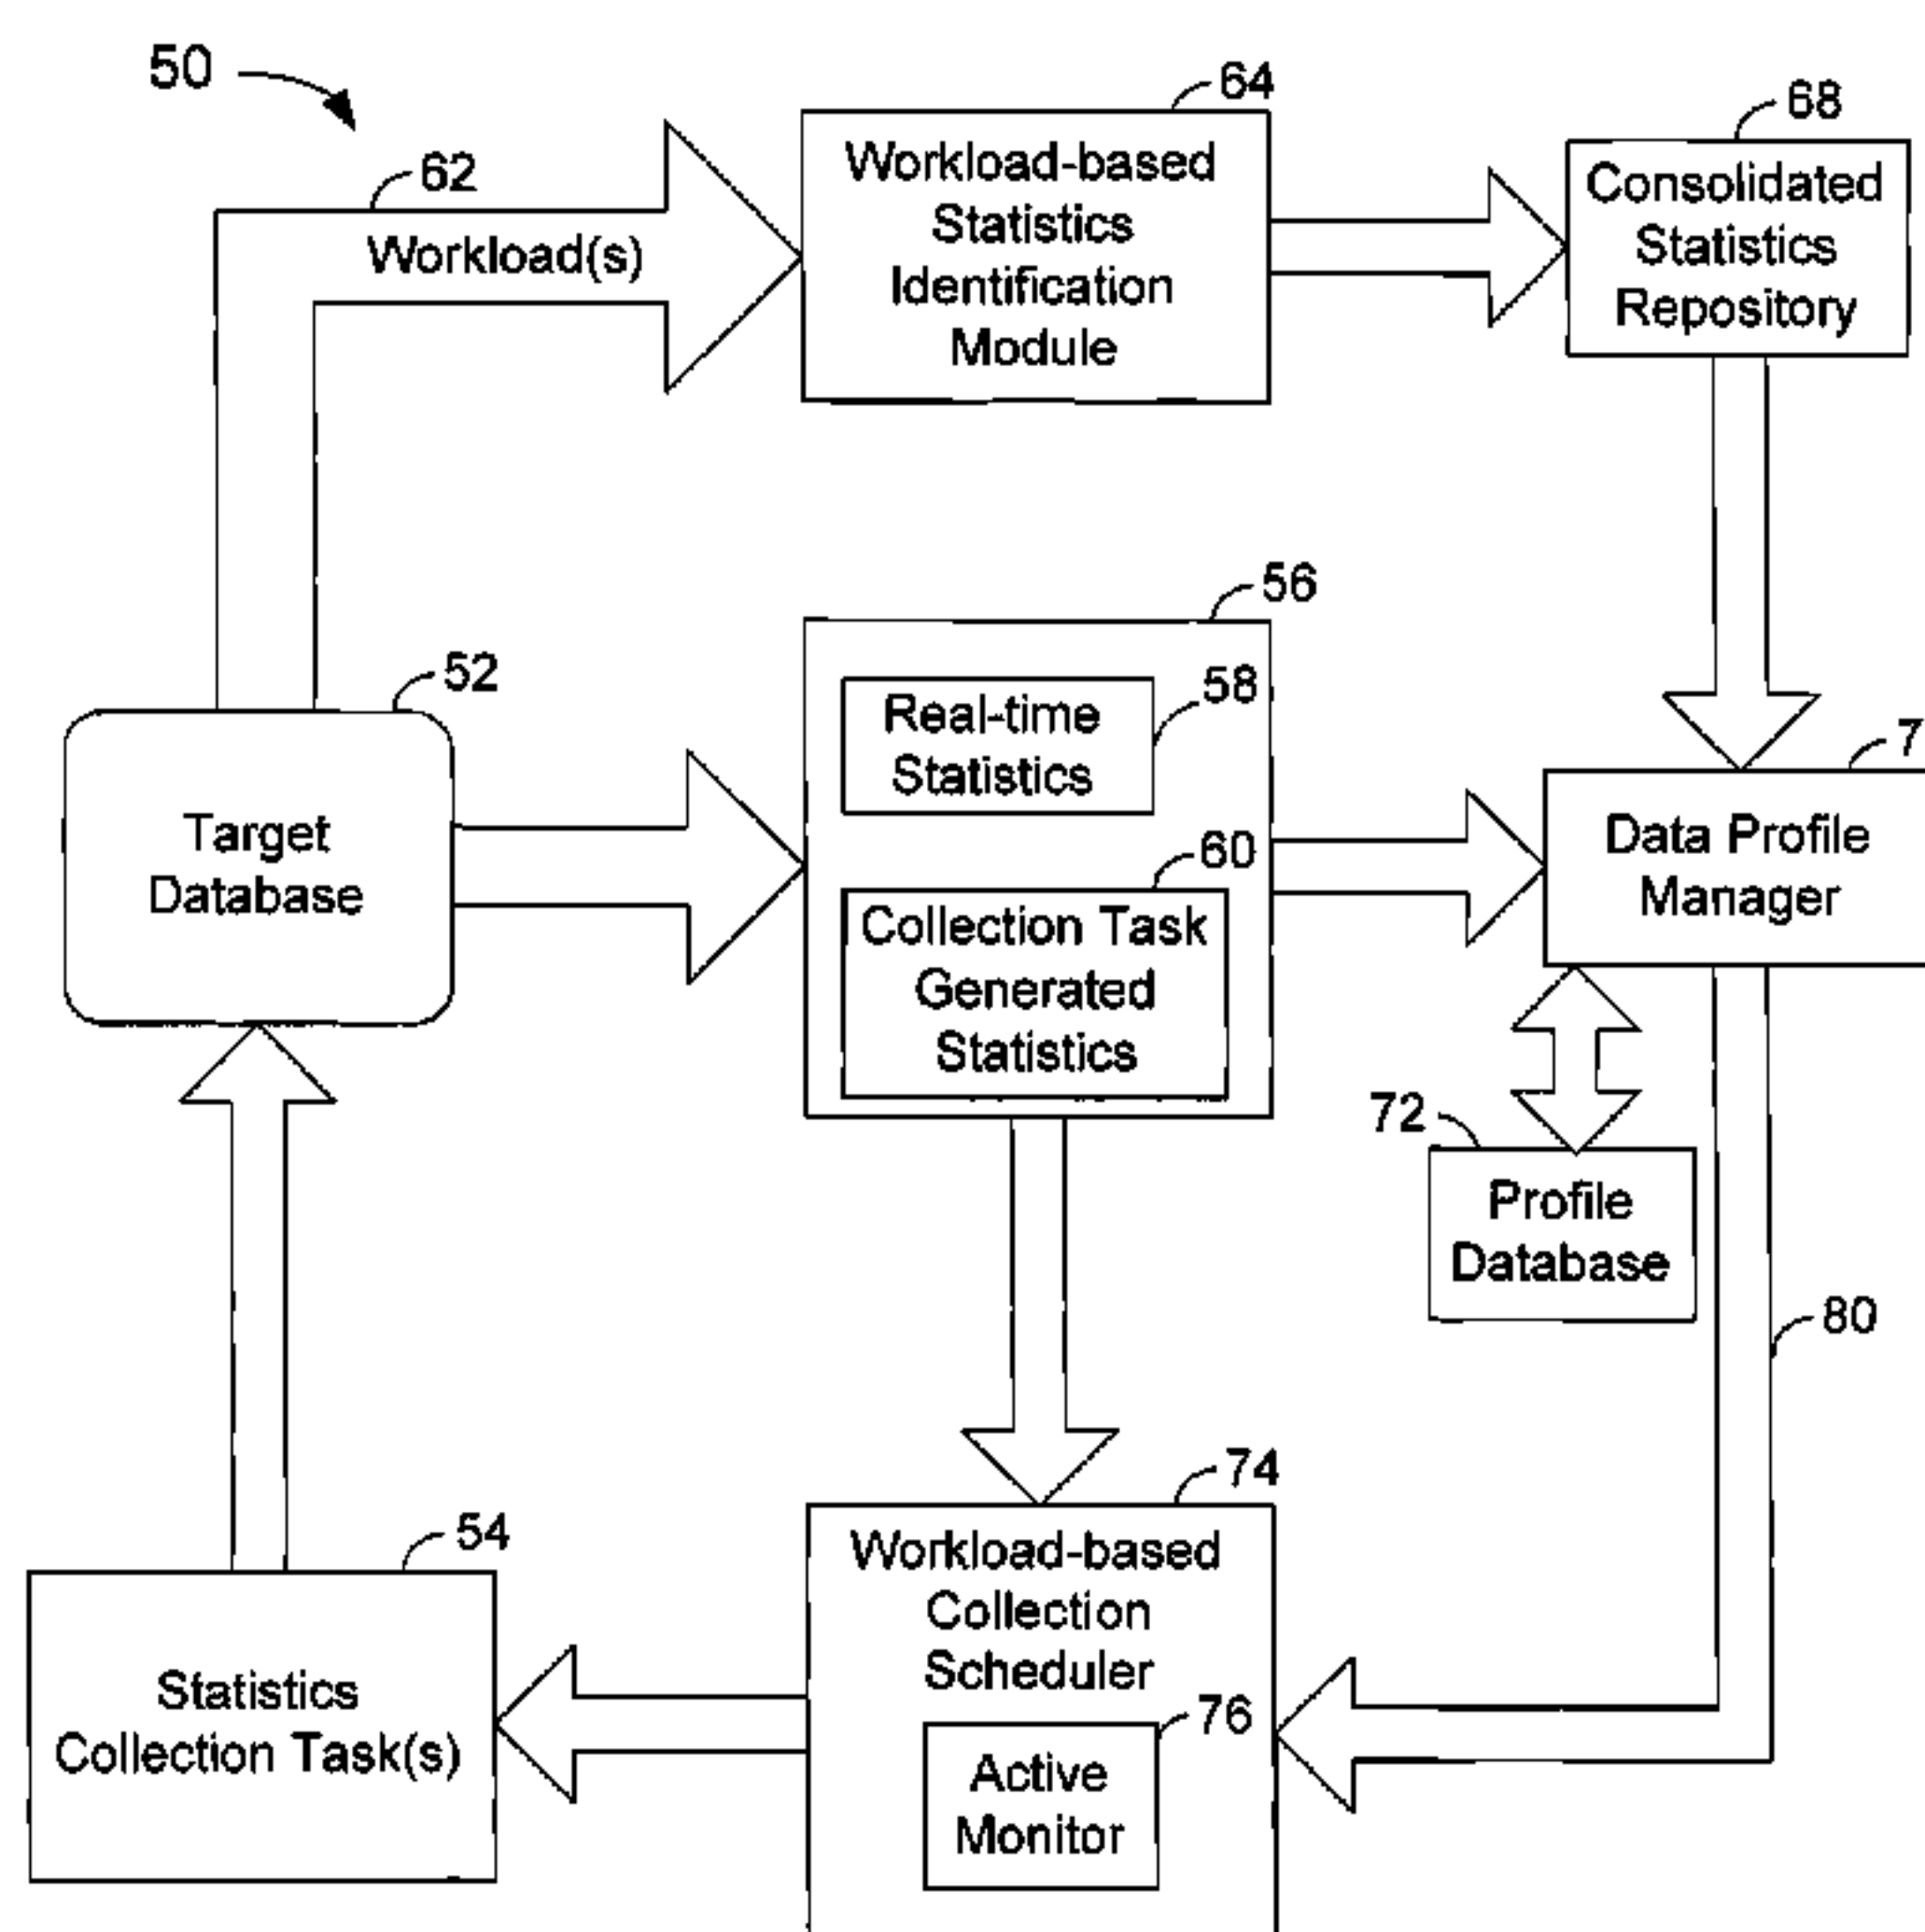 50
64
68
62
Workload(s)
Workload-based
Statistics
Identification
Module
Consolidated
Statistics
Repository
56
52
58
Real-time
Statistics
7
Target
Database
60
Collection Task
Generated
Statistics
Data Profile
Manager
72
Profile
Database
80
74
54
Workload-based
Collection
Scheduler
76
Active
Monitor
Statistics
Collection Task(s)